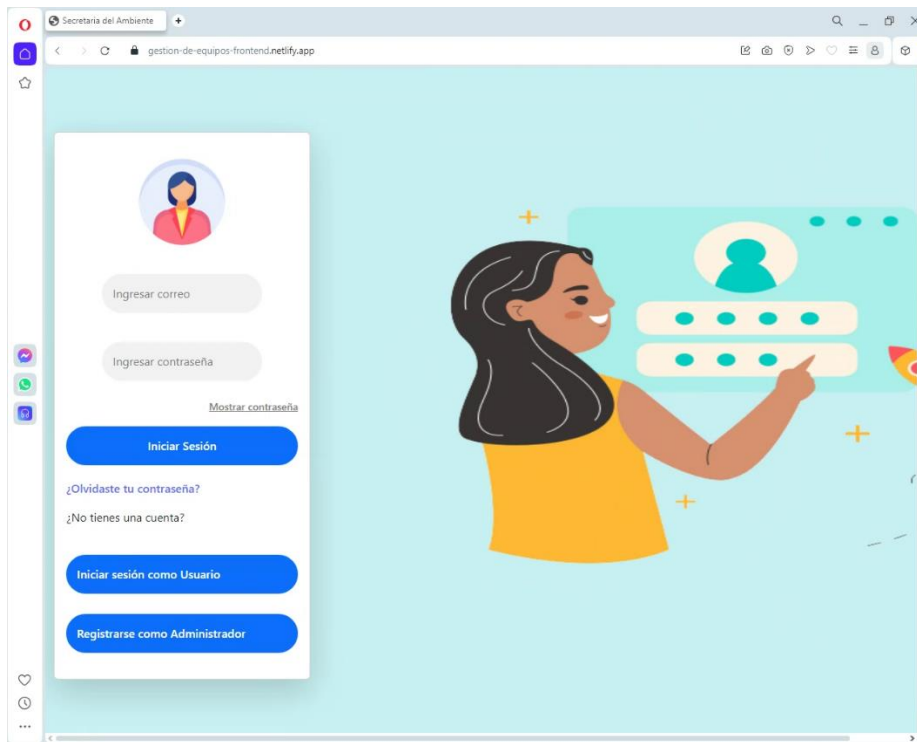 Secretaria del Ambiente
gestion-de-equipos-frontend.netlify.app
Ingresar correo
Ingresar contraseña
Mostrar contraseña
Iniciar Sesión
¿Olvidaste tu contraseña?
¿No tienes una cuenta?
Iniciar sesión como Usuario
Registrarse como Administrador